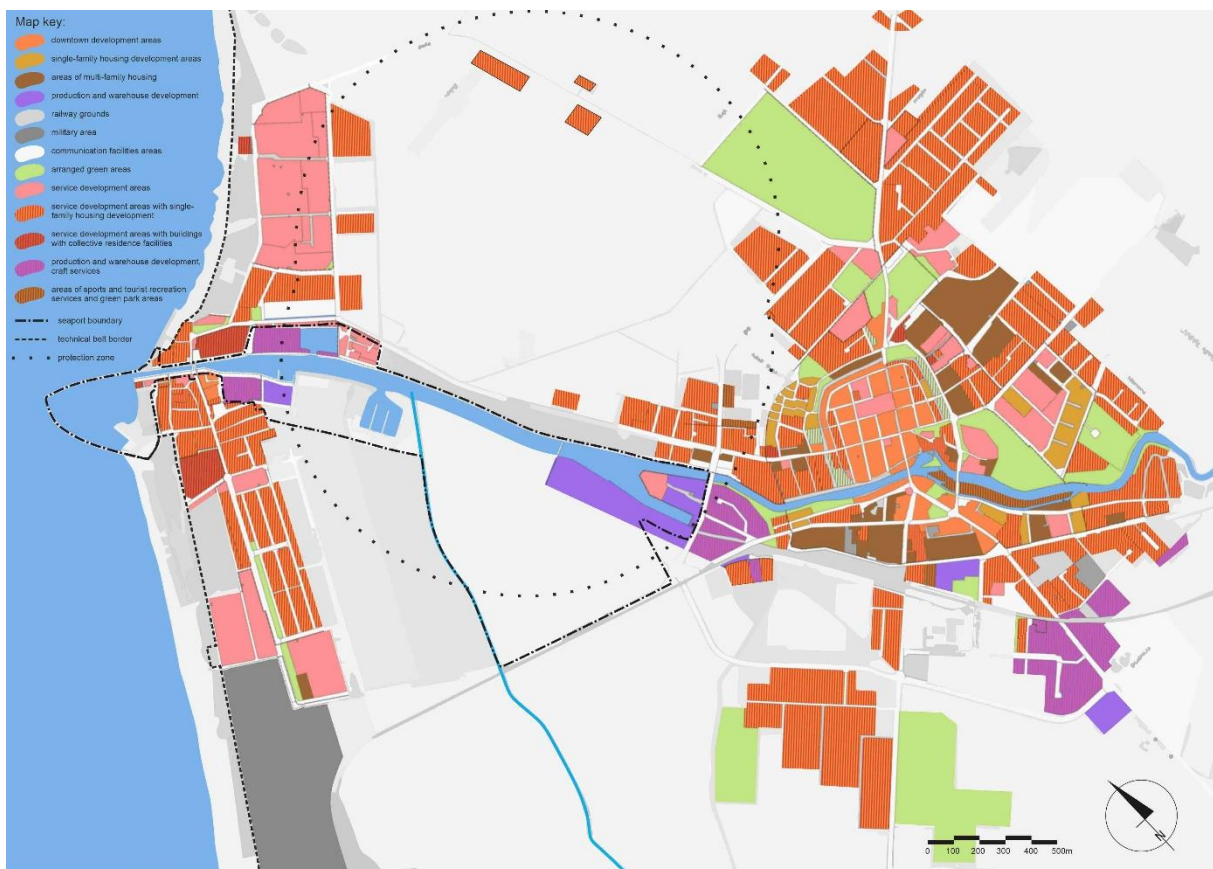 Map key:
downtown development areas
single-family housing development areas
areas of multi-family housing
production and warehouse development
railway grounds
military area
communication facilities areas
arranged green areas
service development areas
service development areas with single-
family housing development
service development areas with buildings
with collective residence facilities
production and warehouse development,
craft services
areas of sports and tourist recreation
services and green park areas
seaport boundary
technical belt border
protection zone
N
0 100 200 300 400 500m